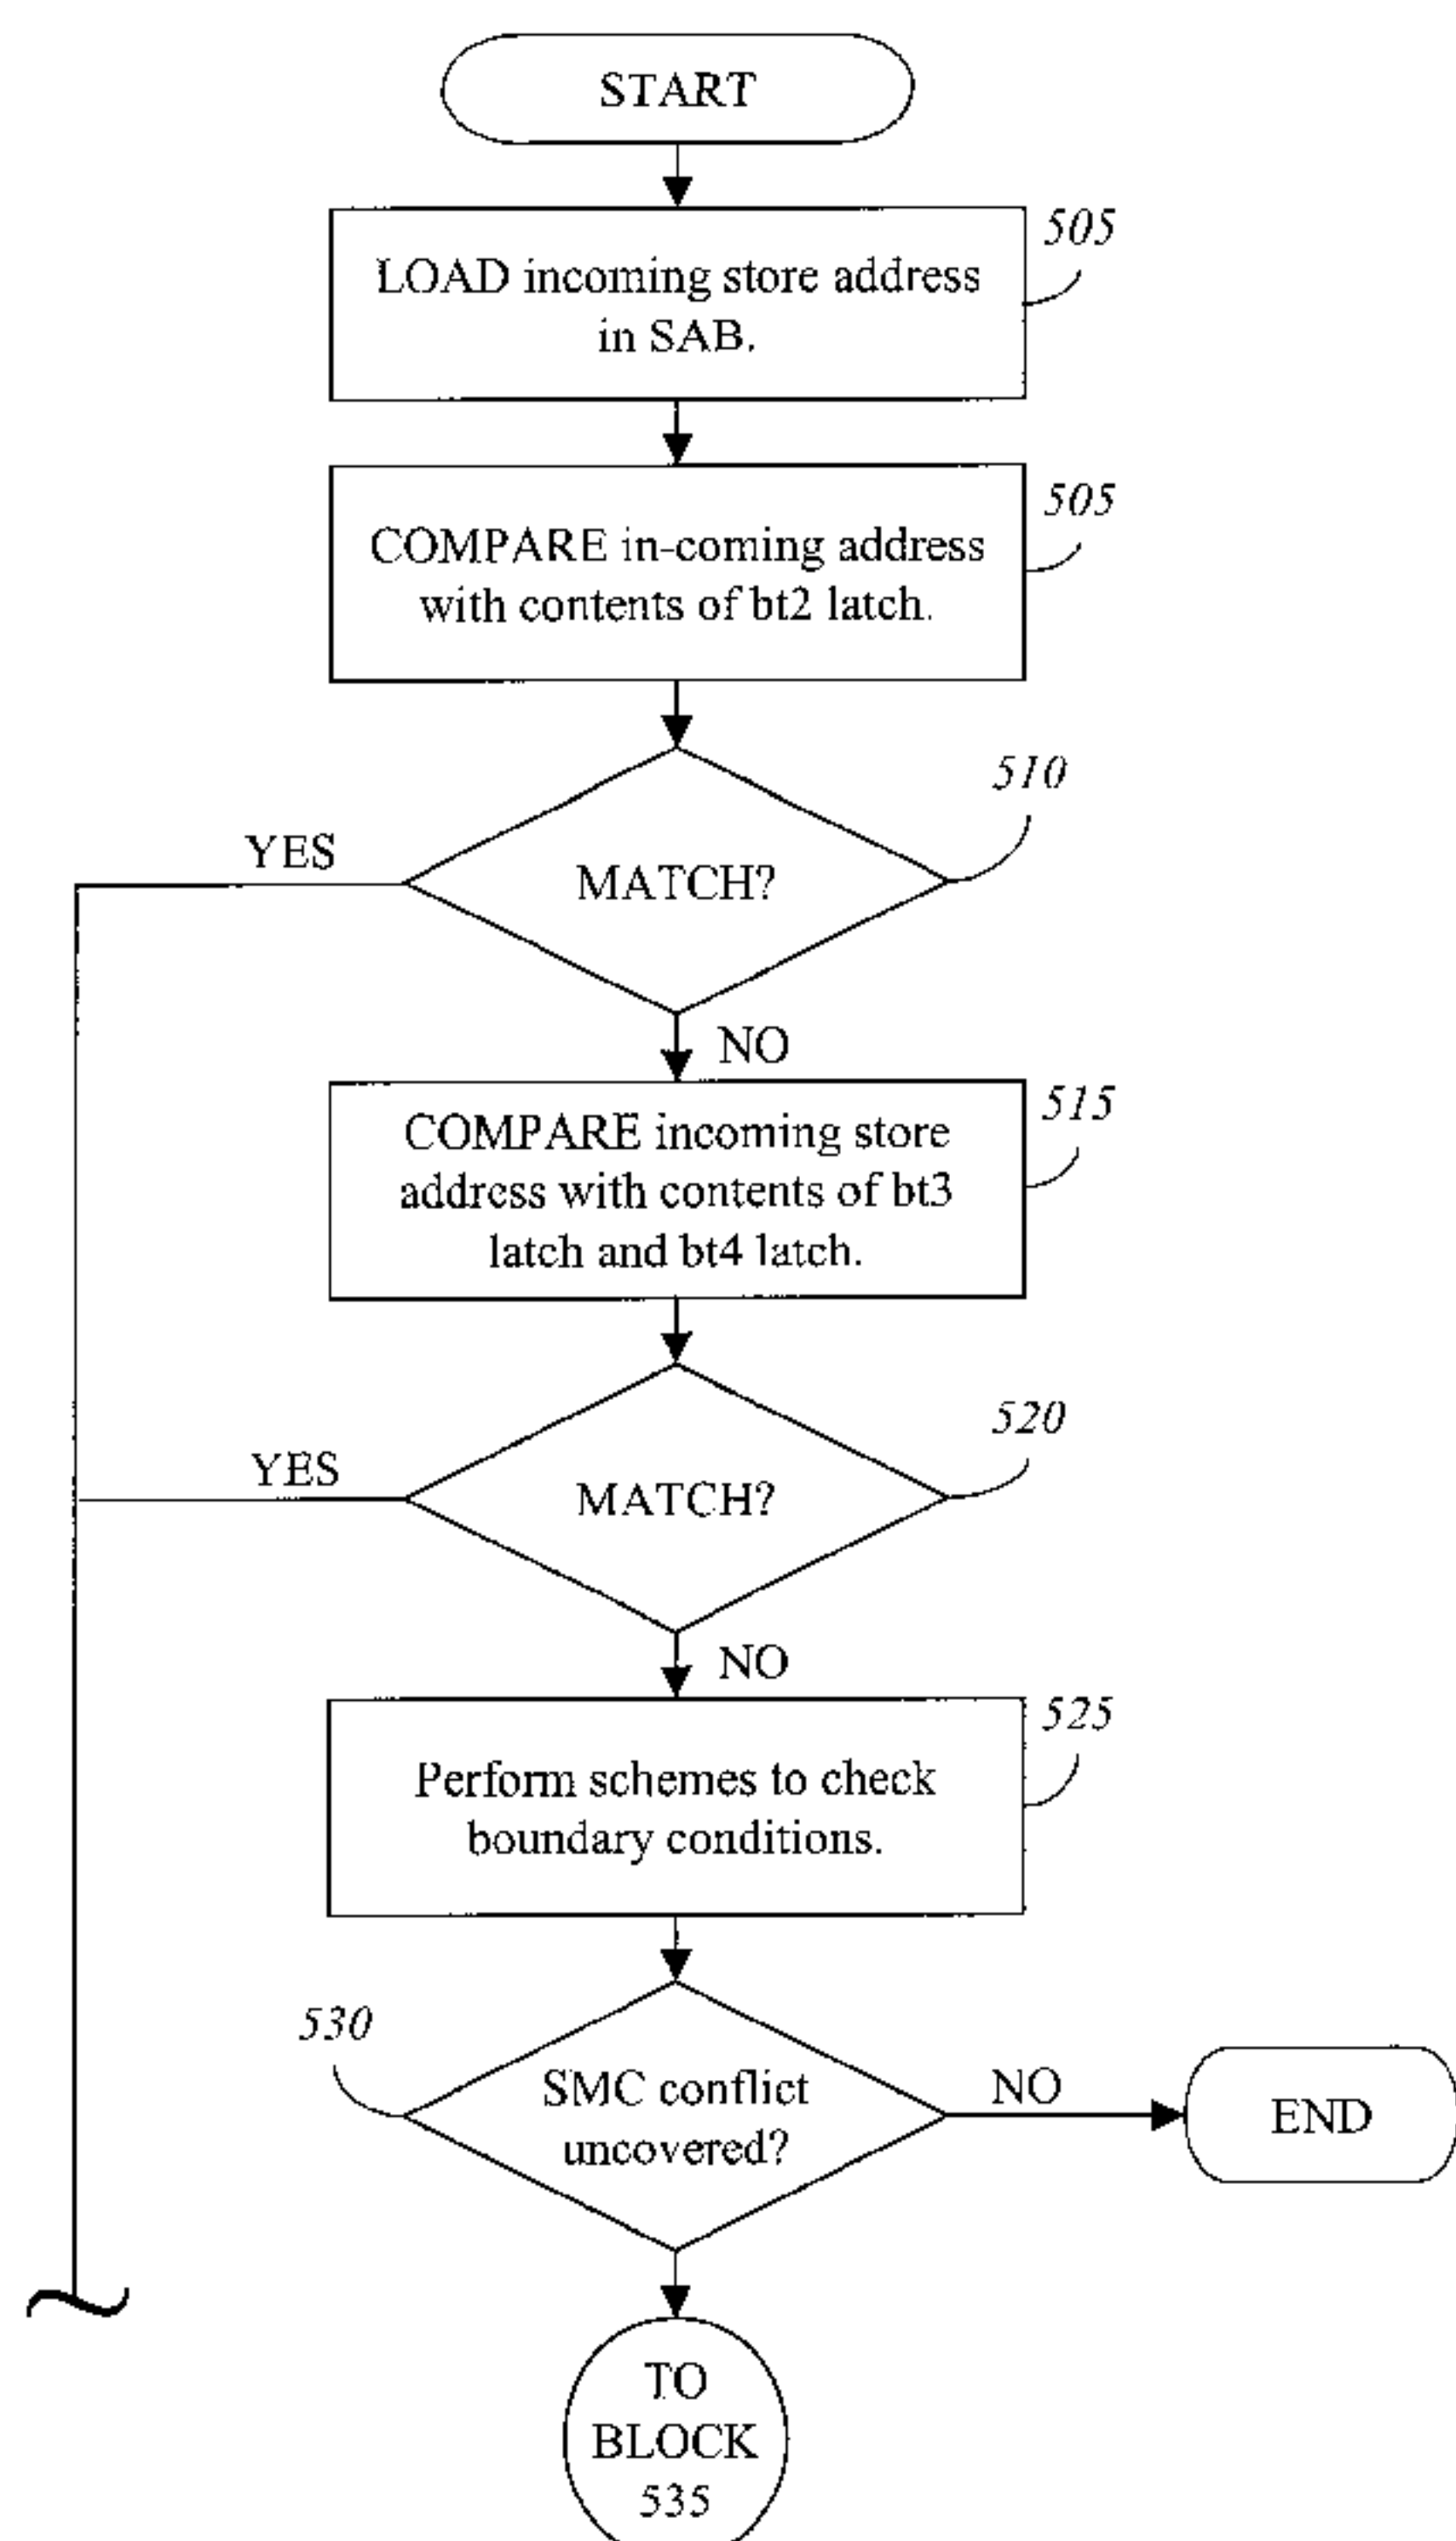 START
505
LOAD incoming store address
in SAB.
505
COMPARE in-coming address
with contents of bt2 latch.
510
YES
MATCH?
NO
515
COMPARE incoming store
address with contents of bt3
latch and bt4 latch.
520
YES
MATCH?
NO
525
Perform schemes to check
boundary conditions.
530
SMC conflict
uncovered?
NO
END
TO
BLOCK
535